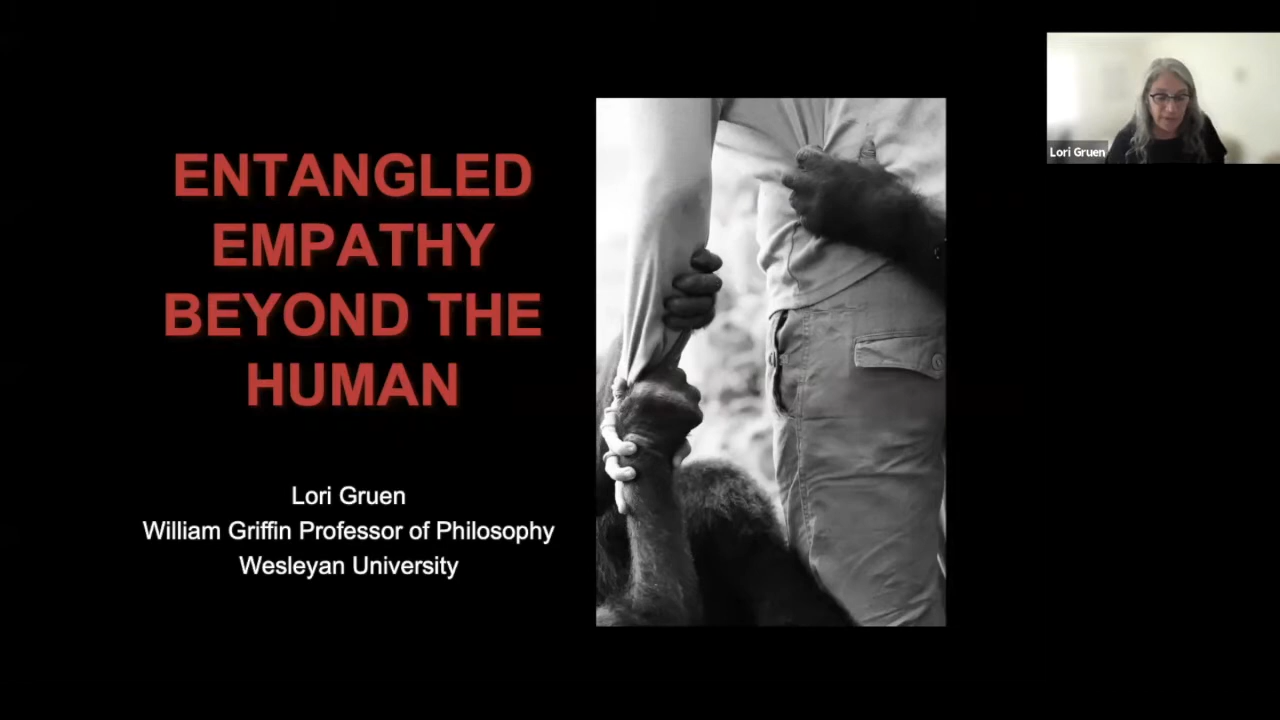 ENTANGLED
EMPATHY
BEYOND THE
HUMAN
Lori Gruen
William Griffin Professor of Philosophy
Wesleyan University
Lori Gruen